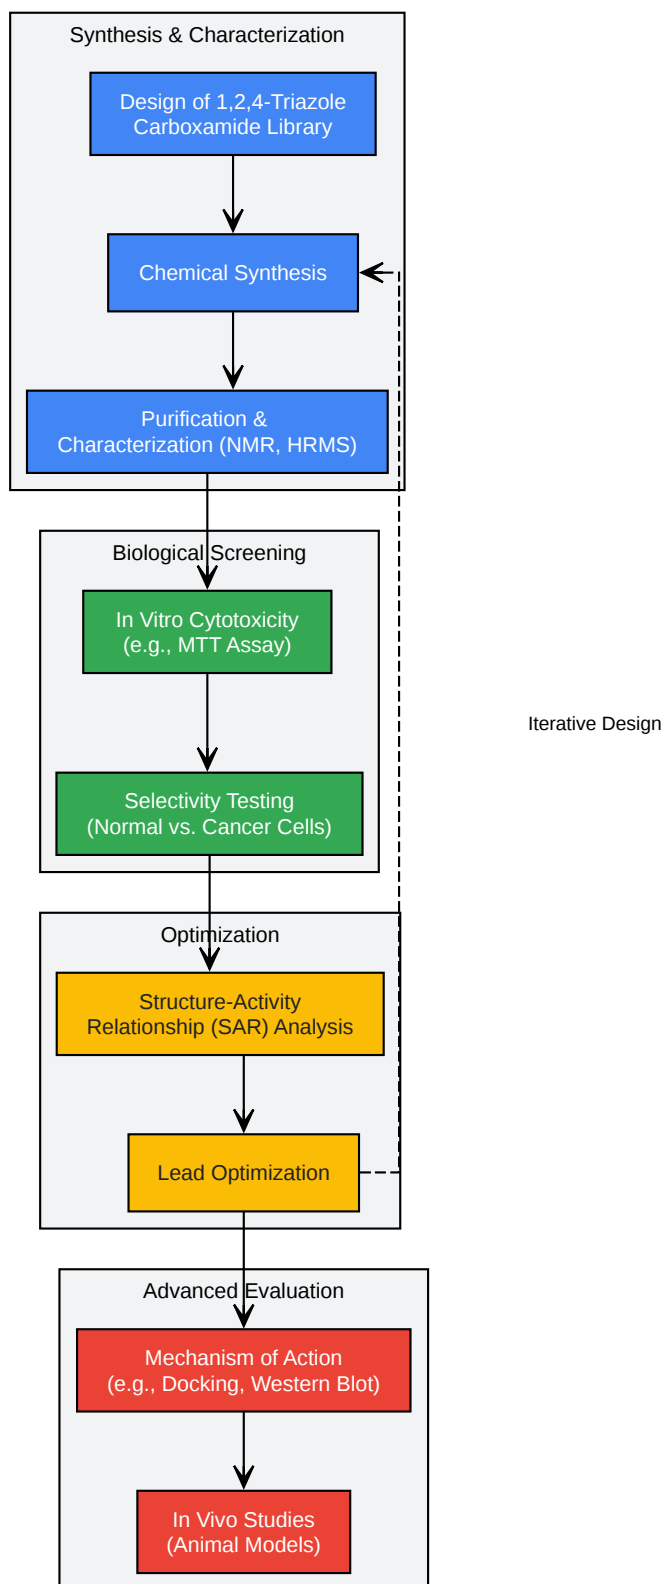 Synthesis & Characterization
Design of 1,2,4-Triazole
Carboxamide Library
Chemical Synthesis
Purification &
Characterization (NMR, HRMS)
Biological Screening
In Vitro Cytotoxicity
(e.g., MTT Assay)
Iterative Design
Selectivity Testing
(Normal vs. Cancer Cells)
Optimization
Structure-Activity
Relationship (SAR) Analysis
Lead Optimization
Advanced Evaluation
Mechanism of Action
(e.g., Docking, Western Blot)
In Vivo Studies
(Animal Models)